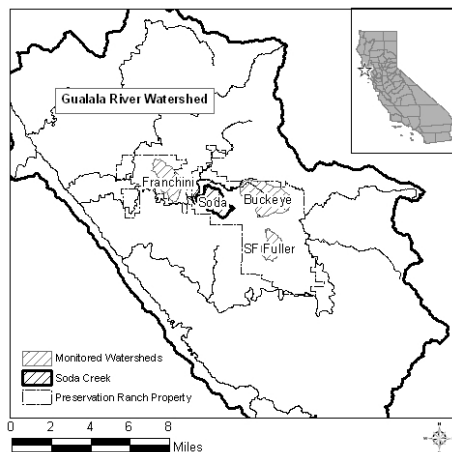 Gualala River Watershed
Franchini
Soda
Buckeye
SF Fuller
Monitored Watersheds
Soda Creek
Preservation Ranch Property
0 2 4 6 8
Miles